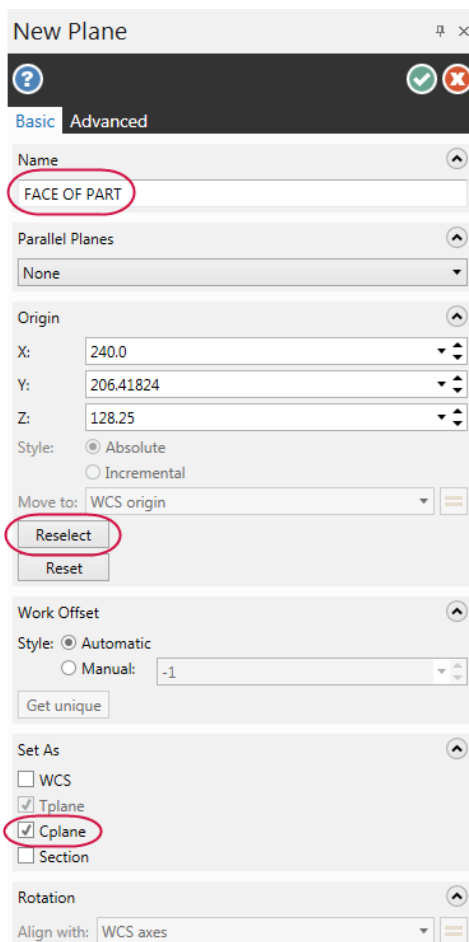 New Plane
?
Basic Advanced
Name
FACE OF PART
Parallel Planes
None
Origin
X: 240.0
Y: 206.41824
Z: 128.25
Style: Absolute
Incremental
Move to: WCS origin
Reselect
Reset
Work Offset
Style: Automatic
Manual: -1
Get unique
Set As
WCS
Tplane
Cplane
Section
Rotation
Align with: WCS axes